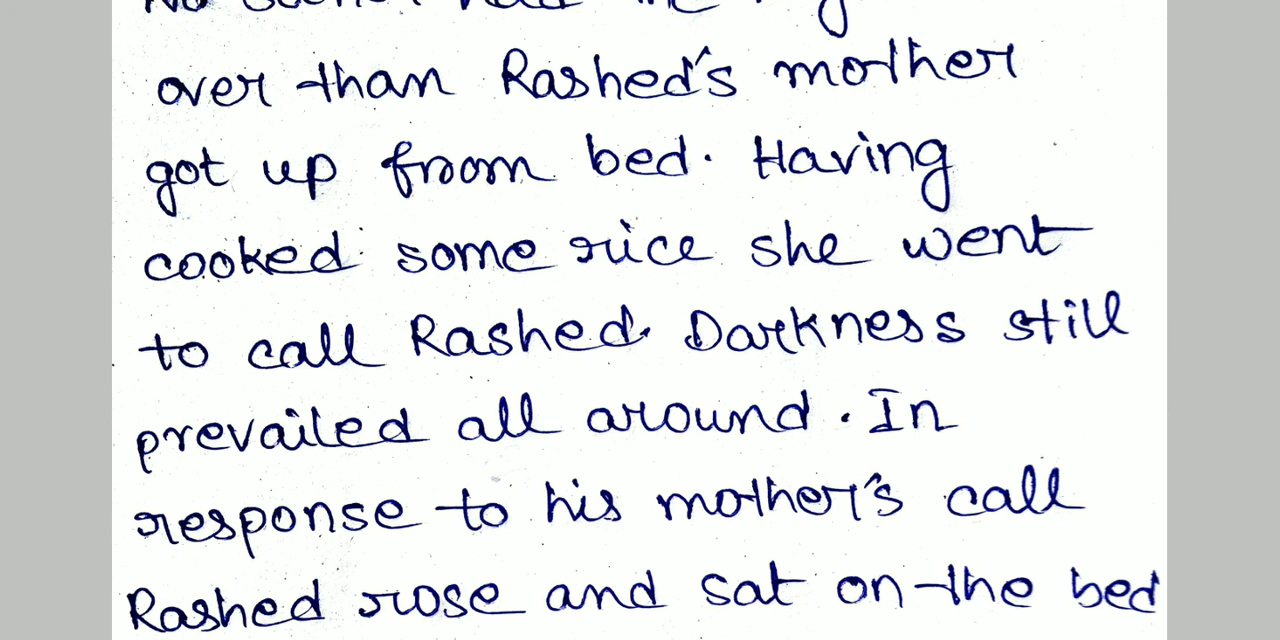 over than Rashed's mother
got up from bed. Having
cooked some rice she went
to call Rashed. Darkness still
prevailed all around. In
response to his mother's call
Rashed rose and sat on the bed